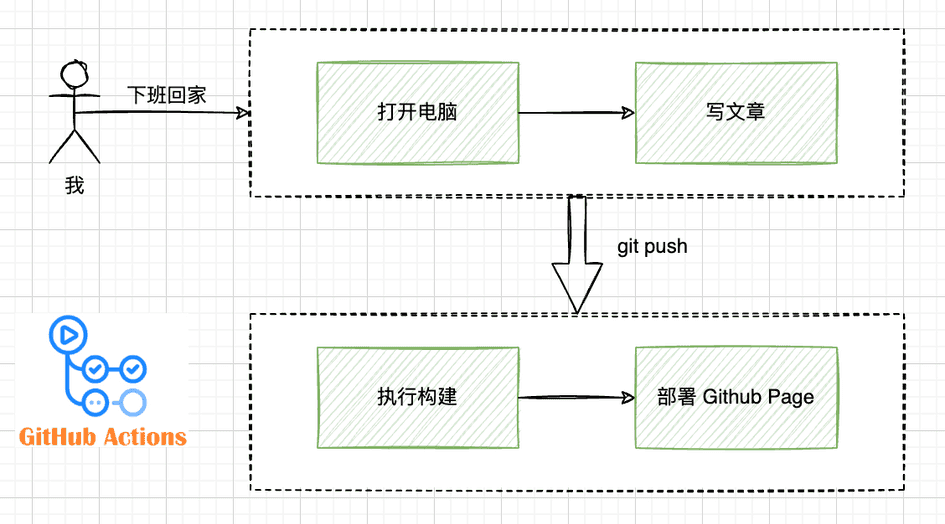 下班回家
打开电脑
写文章
我
git push
执行构建
部署 Github Page
GitHub Actions